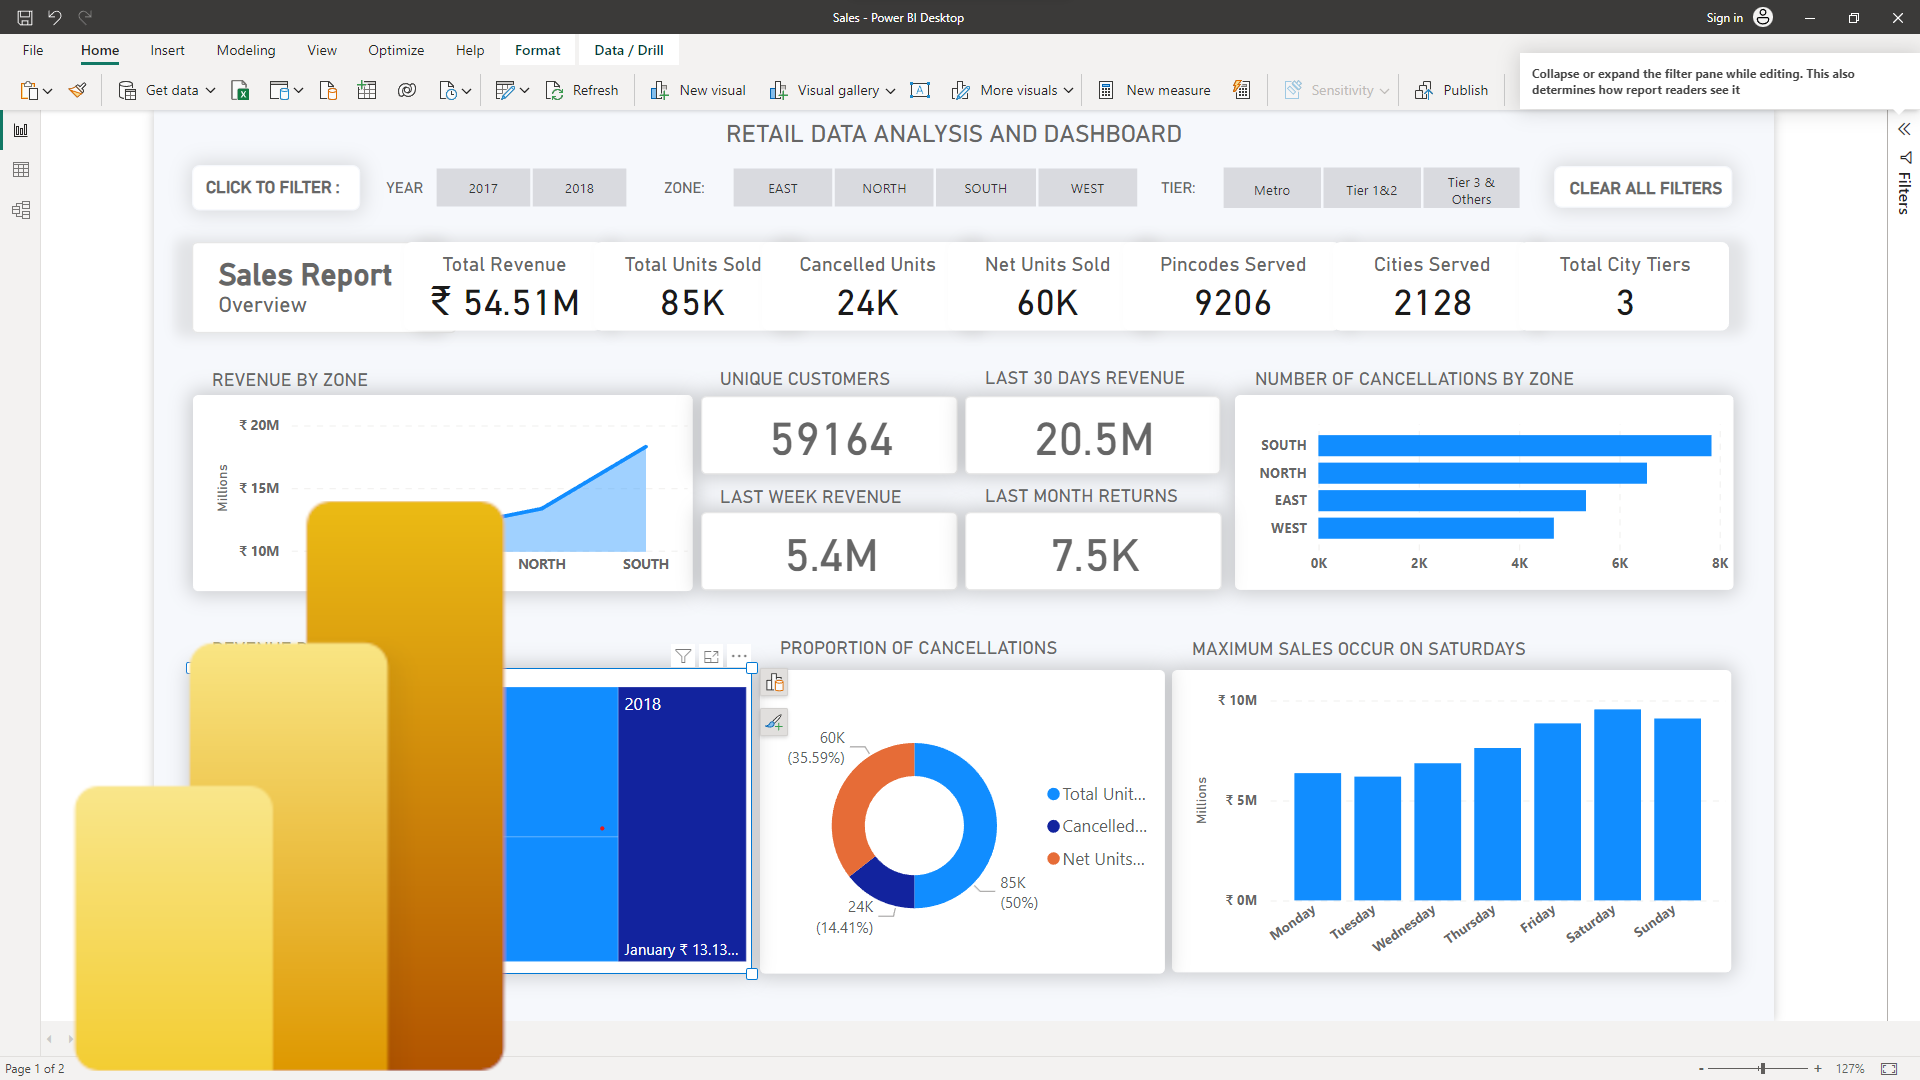 Sales - Power BI Desktop
Sign in
File Home Insert Modeling View Optimize Help Format Data / Drill
Get data Refresh New visual Visual gallery A More visuals New measure Sensitivity Publish
Collapse or expand the filter pane while editing. This also
determines how report readers see it
Filters
RETAIL DATA ANALYSIS AND DASHBOARD
CLICK TO FILTER :
YEAR 2017 2018
ZONE: EAST NORTH SOUTH WEST
TIER: Metro Tier 1&2 Tier 3 &
Others
CLEAR ALL FILTERS
Sales Report
Overview
Total Revenue
₹ 54.51M
Total Units Sold
85K
Cancelled Units
24K
Net Units Sold
60K
Pincodes Served
9206
Cities Served
2128
Total City Tiers
3
REVENUE BY ZONE
Millions
₹ 20M
₹ 15M
₹ 10M
NORTH SOUTH
UNIQUE CUSTOMERS
59164
LAST 30 DAYS REVENUE
20.5M
LAST WEEK REVENUE
5.4M
LAST MONTH RETURNS
7.5K
NUMBER OF CANCELLATIONS BY ZONE
SOUTH
NORTH
EAST
WEST
0K 2K 4K 6K 8K
2018
January ₹ 13.13...
PROPORTION OF CANCELLATIONS
60K
(35.59%)
24K
(14.41%)
85K
(50%)
Total Unit...
Cancelled...
Net Units...
MAXIMUM SALES OCCUR ON SATURDAYS
Millions
₹ 10M
₹ 5M
₹ 0M
Monday Tuesday Wednesday Thursday Friday Saturday Sunday
Page 1 of 2
- + 127%